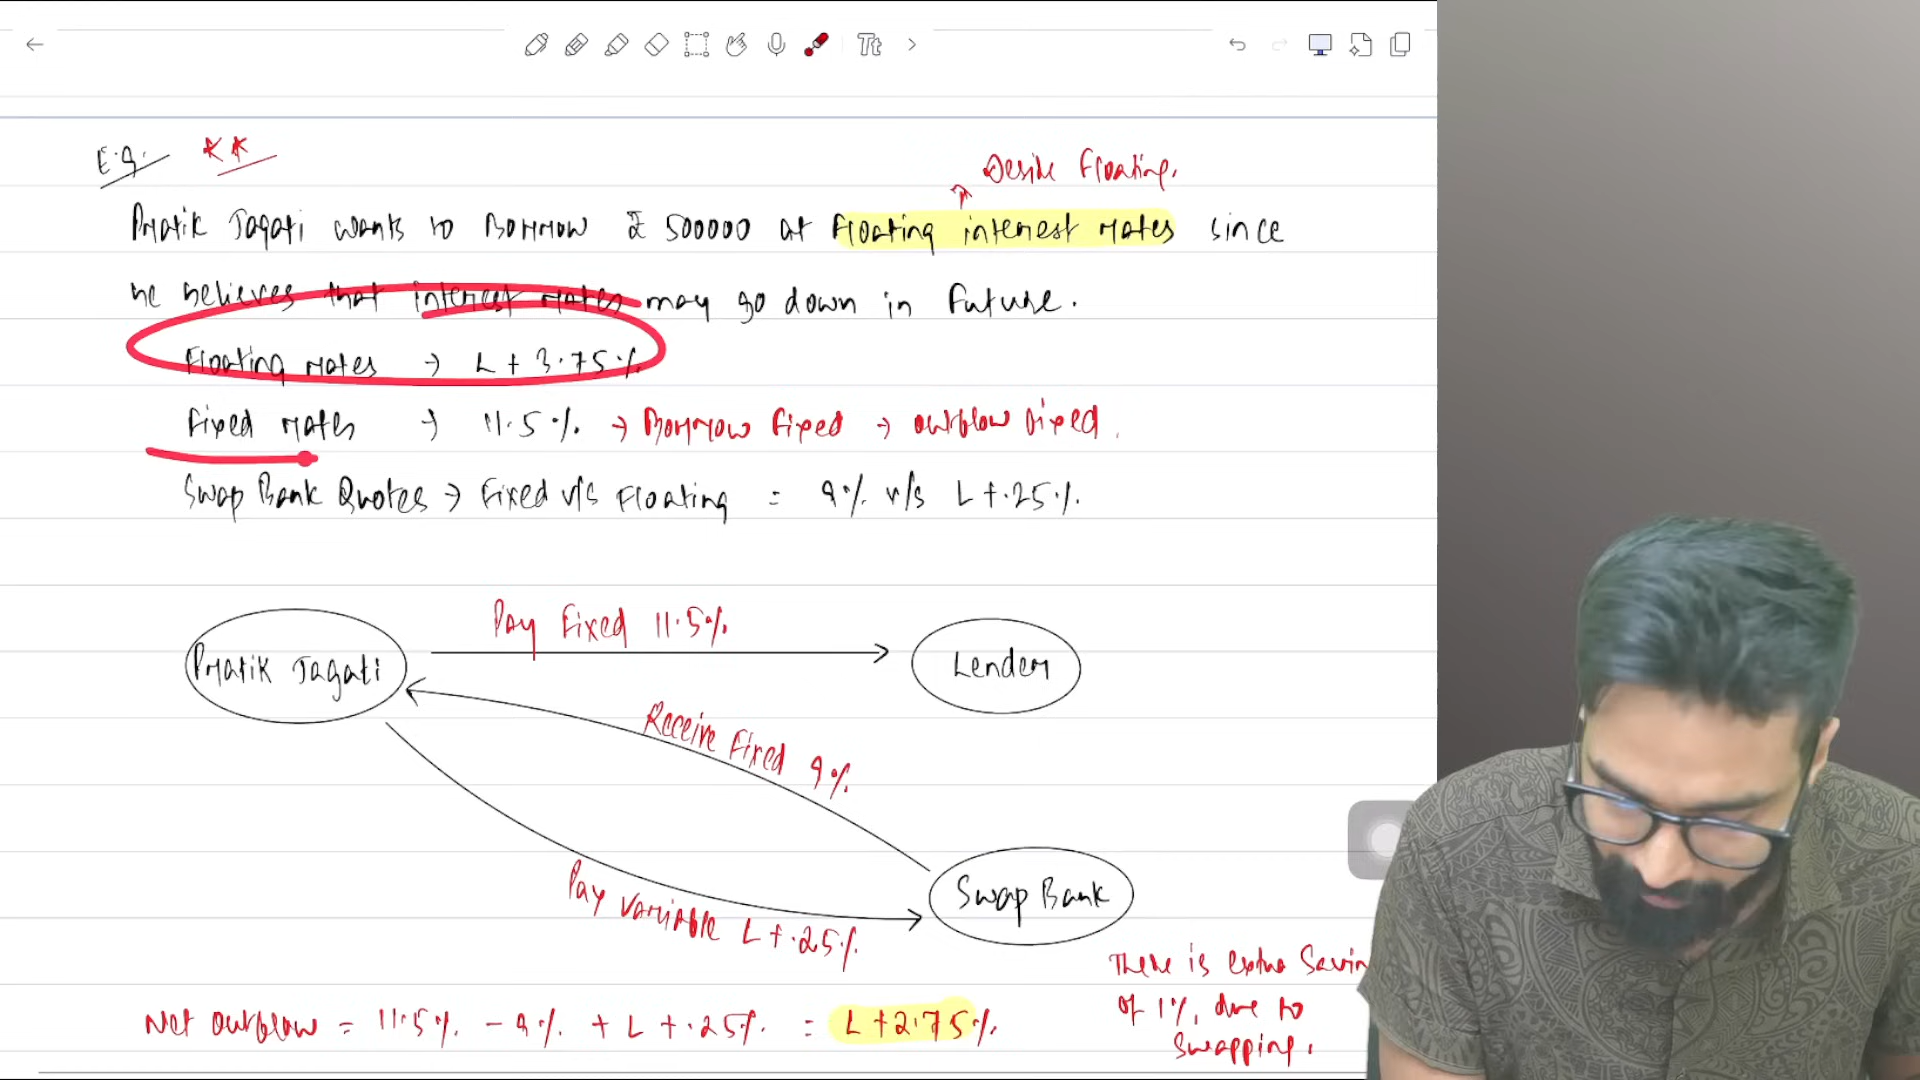 Tt
E.g. **
Desire Floating.
Pratik Jagati wants to Borrow ₹ 500000 at floating interest rates since
he believes that interest rates may go down in future.
Floating rates → L + 3.75%
Fixed rates → 11.5% → Borrow fixed → outflow fixed.
Swap Bank Quotes → Fixed v/s Floating = 9% v/s L + .25%
Pay Fixed 11.5%
Pratik Jagati
Lender
Receive Fixed 9%
Pay Variable L + .25%
Swap Bank
There is extra Savin
of 1%, due to
Swapping.
Net outflow = 11.5% - 9% + L + .25% = L + 2.75%